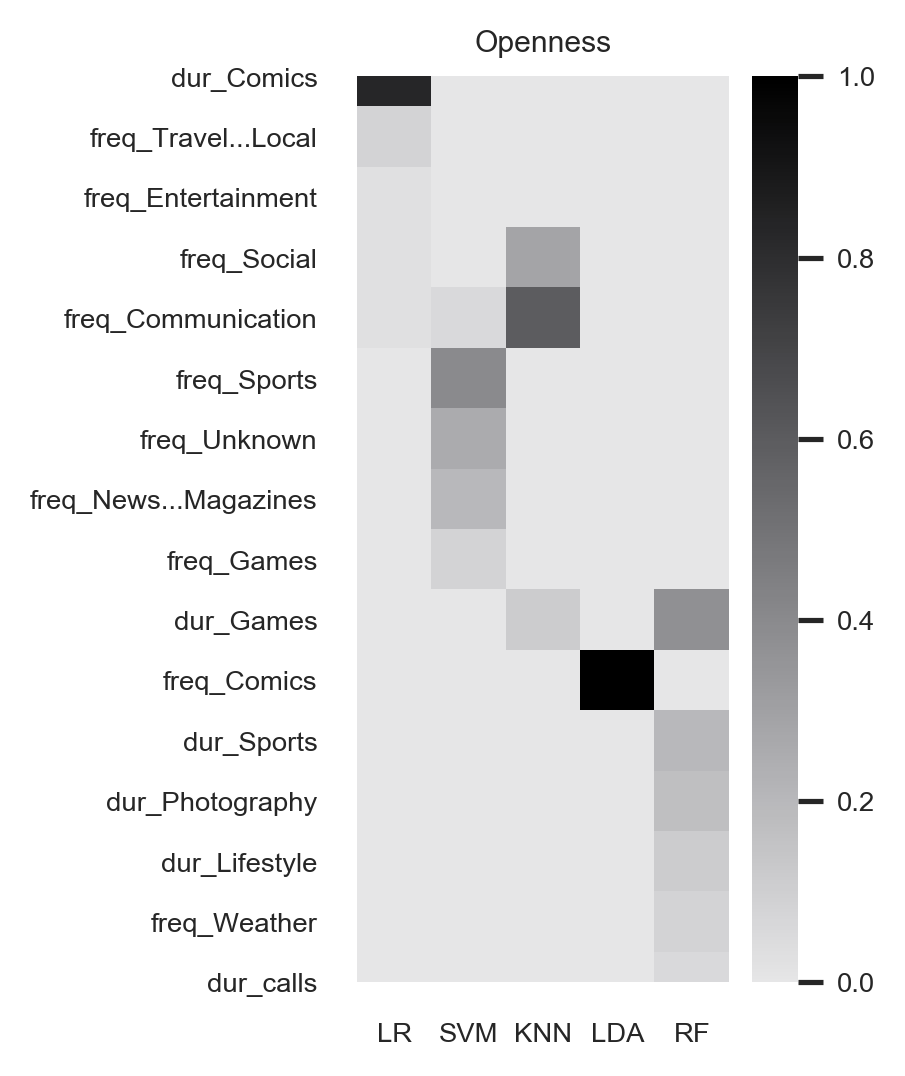 Openness
dur_Comics
freq_Travel...Local
freq_Entertainment
freq_Social
freq_Communication
freq_Sports
freq_Unknown
freq_News...Magazines
freq_Games
dur_Games
freq_Comics
dur_Sports
dur_Photography
dur_Lifestyle
freq_Weather
dur_calls
LR SVM KNN LDA RF
1.0
0.8
0.6
0.4
0.2
0.0